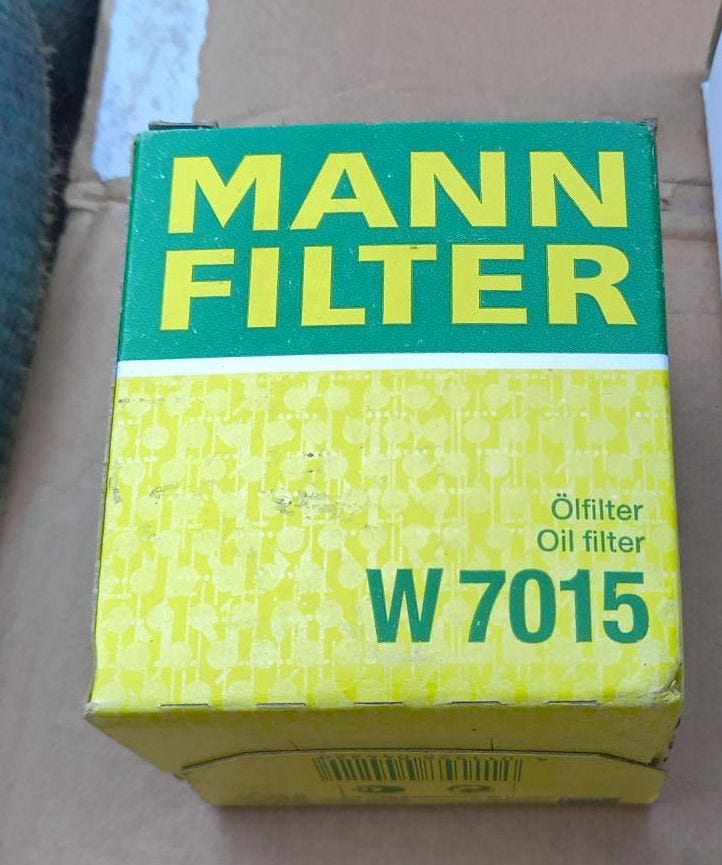 MANN
FILTER
Ölfilter
Oil filter
W 7015